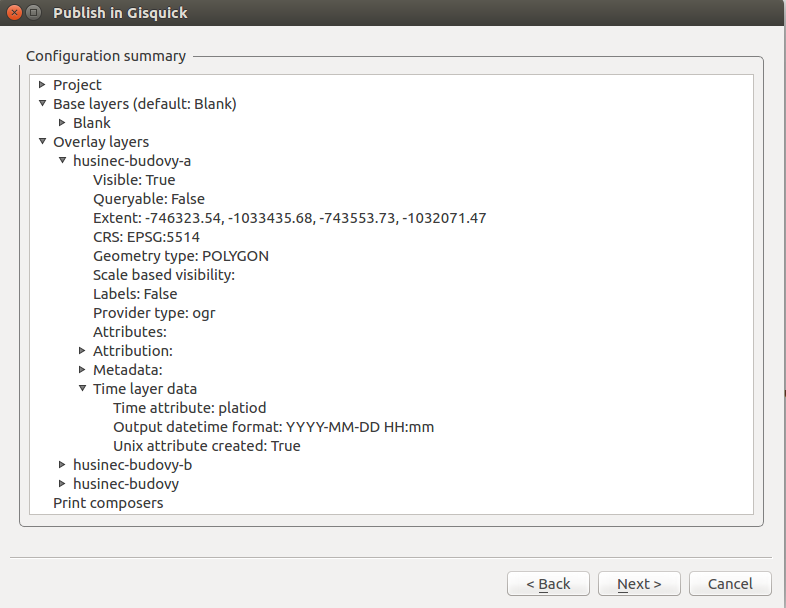 Publish in Gisquick
Configuration summary
Project
Base layers (default: Blank)
Blank
Overlay layers
husinec-budovy-a
Visible: True
Queryable: False
Extent: -746323.54, -1033435.68, -743553.73, -1032071.47
CRS: EPSG:5514
Geometry type: POLYGON
Scale based visibility:
Labels: False
Provider type: ogr
Attributes:
Attribution:
Metadata:
Time layer data
Time attribute: platiod
Output datetime format: YYYY-MM-DD HH:mm
Unix attribute created: True
husinec-budovy-b
husinec-budovy
Print composers
< Back Next > Cancel